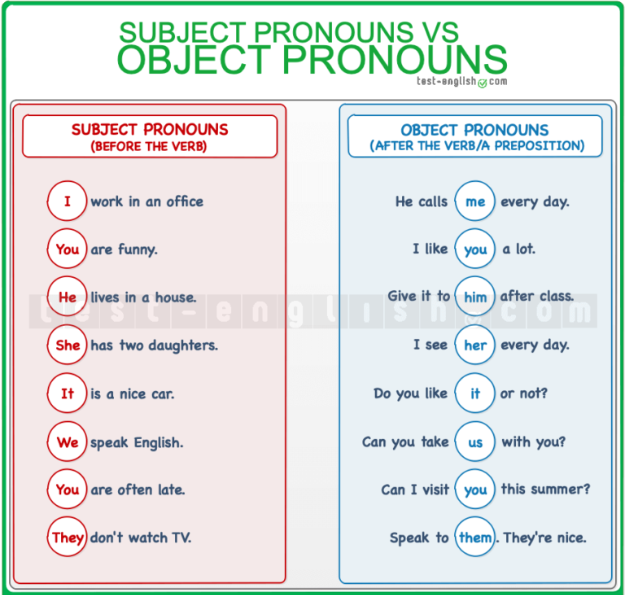 SUBJECT PRONOUNS VS
OBJECT PRONOUNS
test-english.com
SUBJECT PRONOUNS
(BEFORE THE VERB)
I work in an office
You are funny.
He lives in a house.
She has two daughters.
It is a nice car.
We speak English.
You are often late.
They don't watch TV.
OBJECT PRONOUNS
(AFTER THE VERB/A PREPOSITION)
He calls me every day.
I like you a lot.
Give it to him after class.
I see her every day.
Do you like it or not?
Can you take us with you?
Can I visit you this summer?
Speak to them. They're nice.
test-english.com